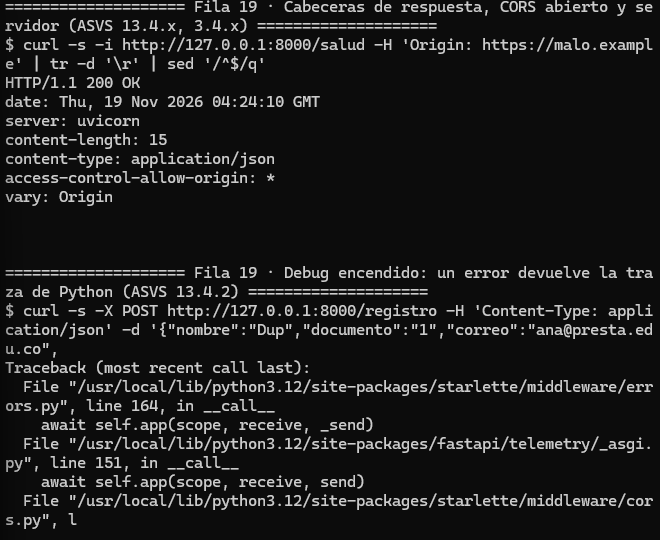 ==================== Fila 19 · Cabeceras de respuesta, CORS abierto y se
rvidor (ASVS 13.4.x, 3.4.x) ====================
$ curl -s -i http://127.0.0.1:8000/salud -H 'Origin: https://malo.exampl
e' | tr -d '\r' | sed '/^$/q'
HTTP/1.1 200 OK
date: Thu, 19 Nov 2026 04:24:10 GMT
server: uvicorn
content-length: 15
content-type: application/json
access-control-allow-origin: *
vary: Origin
==================== Fila 19 · Debug encendido: un error devuelve la tra
za de Python (ASVS 13.4.2) ====================
$ curl -s -X POST http://127.0.0.1:8000/registro -H 'Content-Type: appli
cation/json' -d '{"nombre":"Dup","documento":"1","correo":"ana@presta.ed
u.co",
Traceback (most recent call last):
  File "/usr/local/lib/python3.12/site-packages/starlette/middleware/err
ors.py", line 164, in __call__
    await self.app(scope, receive, _send)
  File "/usr/local/lib/python3.12/site-packages/fastapi/telemetry/_asgi.
py", line 151, in __call__
    await self.app(scope, receive, send)
  File "/usr/local/lib/python3.12/site-packages/starlette/middleware/cor
s.py", l